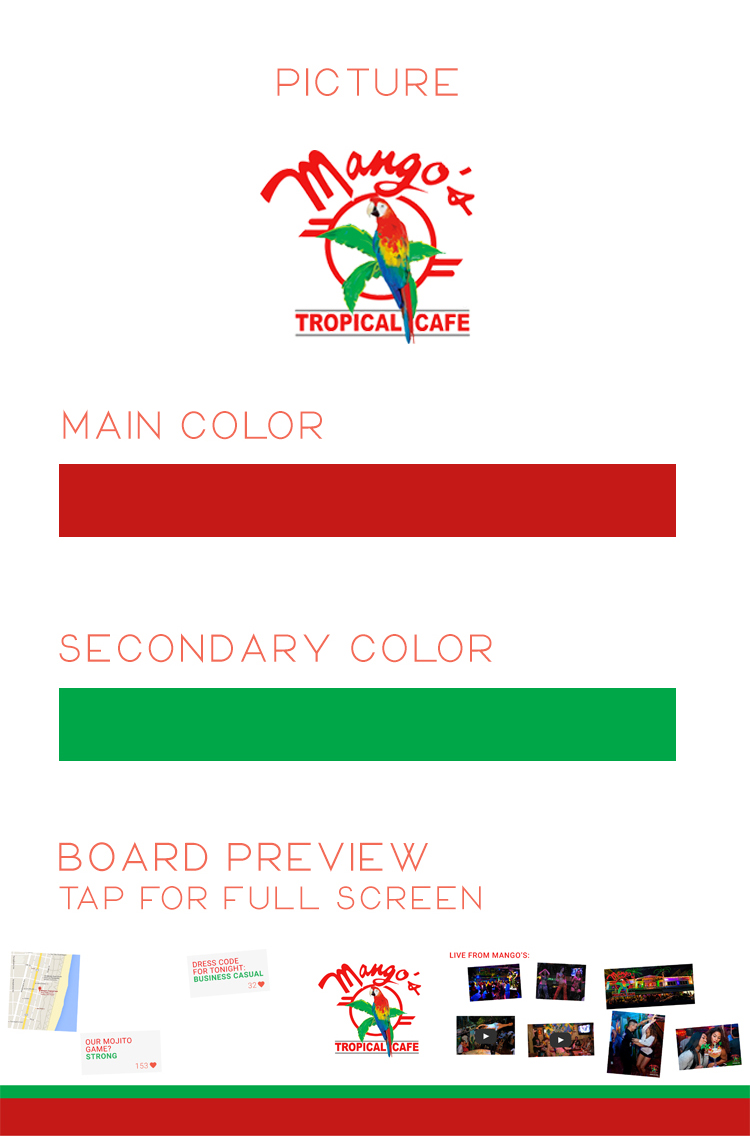 PICTURE
Mango's
TROPICAL CAFE
MAIN COLOR
SECONDARY COLOR
BOARD PREVIEW
TAP FOR FULL SCREEN
DRESS CODE
FOR TONIGHT:
BUSINESS CASUAL
32
OUR MOJITO
GAME?
STRONG
153
Mango's
TROPICAL CAFE
LIVE FROM MANGO'S: